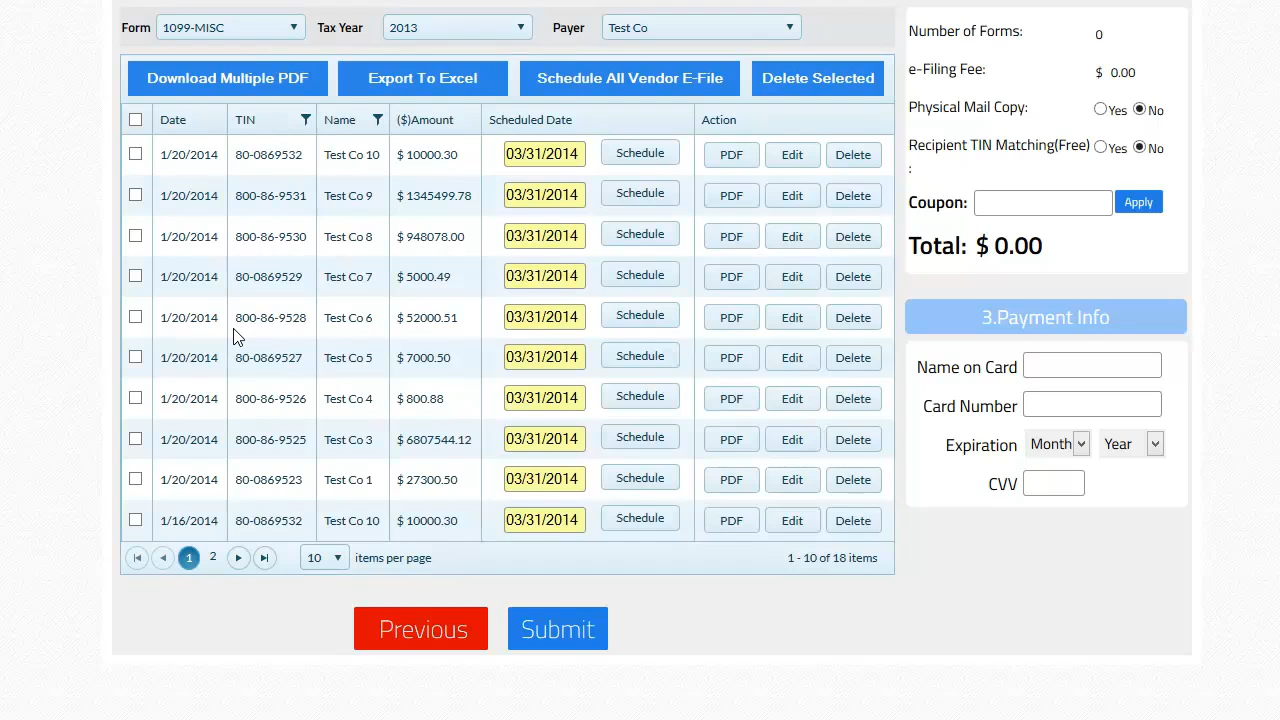 Form 1099-MISC Tax Year 2013 Payer Test Co
Download Multiple PDF Export To Excel Schedule All Vendor E-File Delete Selected
Date TIN Name ($)Amount Scheduled Date Action
1/20/2014 80-0869532 Test Co 10 $ 10000.30 03/31/2014 Schedule PDF Edit Delete
1/20/2014 800-86-9531 Test Co 9 $ 1345499.78 03/31/2014 Schedule PDF Edit Delete
1/20/2014 800-86-9530 Test Co 8 $ 948078.00 03/31/2014 Schedule PDF Edit Delete
1/20/2014 80-0869529 Test Co 7 $ 5000.49 03/31/2014 Schedule PDF Edit Delete
1/20/2014 800-86-9528 Test Co 6 $ 52000.51 03/31/2014 Schedule PDF Edit Delete
1/20/2014 80-0869527 Test Co 5 $ 7000.50 03/31/2014 Schedule PDF Edit Delete
1/20/2014 800-86-9526 Test Co 4 $ 800.88 03/31/2014 Schedule PDF Edit Delete
1/20/2014 800-86-9525 Test Co 3 $ 6807544.12 03/31/2014 Schedule PDF Edit Delete
1/20/2014 80-0869523 Test Co 1 $ 27300.50 03/31/2014 Schedule PDF Edit Delete
1/16/2014 80-0869532 Test Co 10 $ 10000.30 03/31/2014 Schedule PDF Edit Delete
1 2 10 items per page 1 - 10 of 18 items
Previous Submit
Number of Forms: 0
e-Filing Fee: $ 0.00
Physical Mail Copy: Yes No
Recipient TIN Matching(Free) Yes No
:
Coupon: Apply
Total: $ 0.00
3.Payment Info
Name on Card
Card Number
Expiration Month Year
CVV